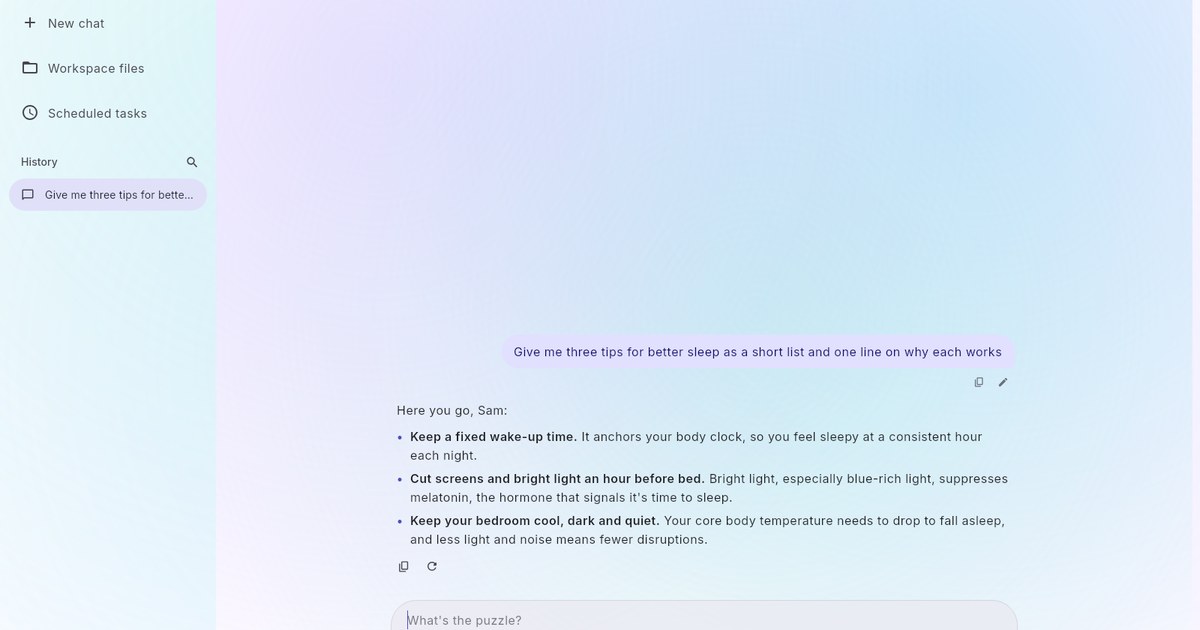 New chat
Workspace files
Scheduled tasks
History
Give me three tips for bette...
Give me three tips for better sleep as a short list and one line on why each works
Here you go, Sam:
• Keep a fixed wake-up time. It anchors your body clock, so you feel sleepy at a consistent hour
each night.
• Cut screens and bright light an hour before bed. Bright light, especially blue-rich light, suppresses
melatonin, the hormone that signals it's time to sleep.
• Keep your bedroom cool, dark and quiet. Your core body temperature needs to drop to fall asleep,
and less light and noise means fewer disruptions.
What's the puzzle?